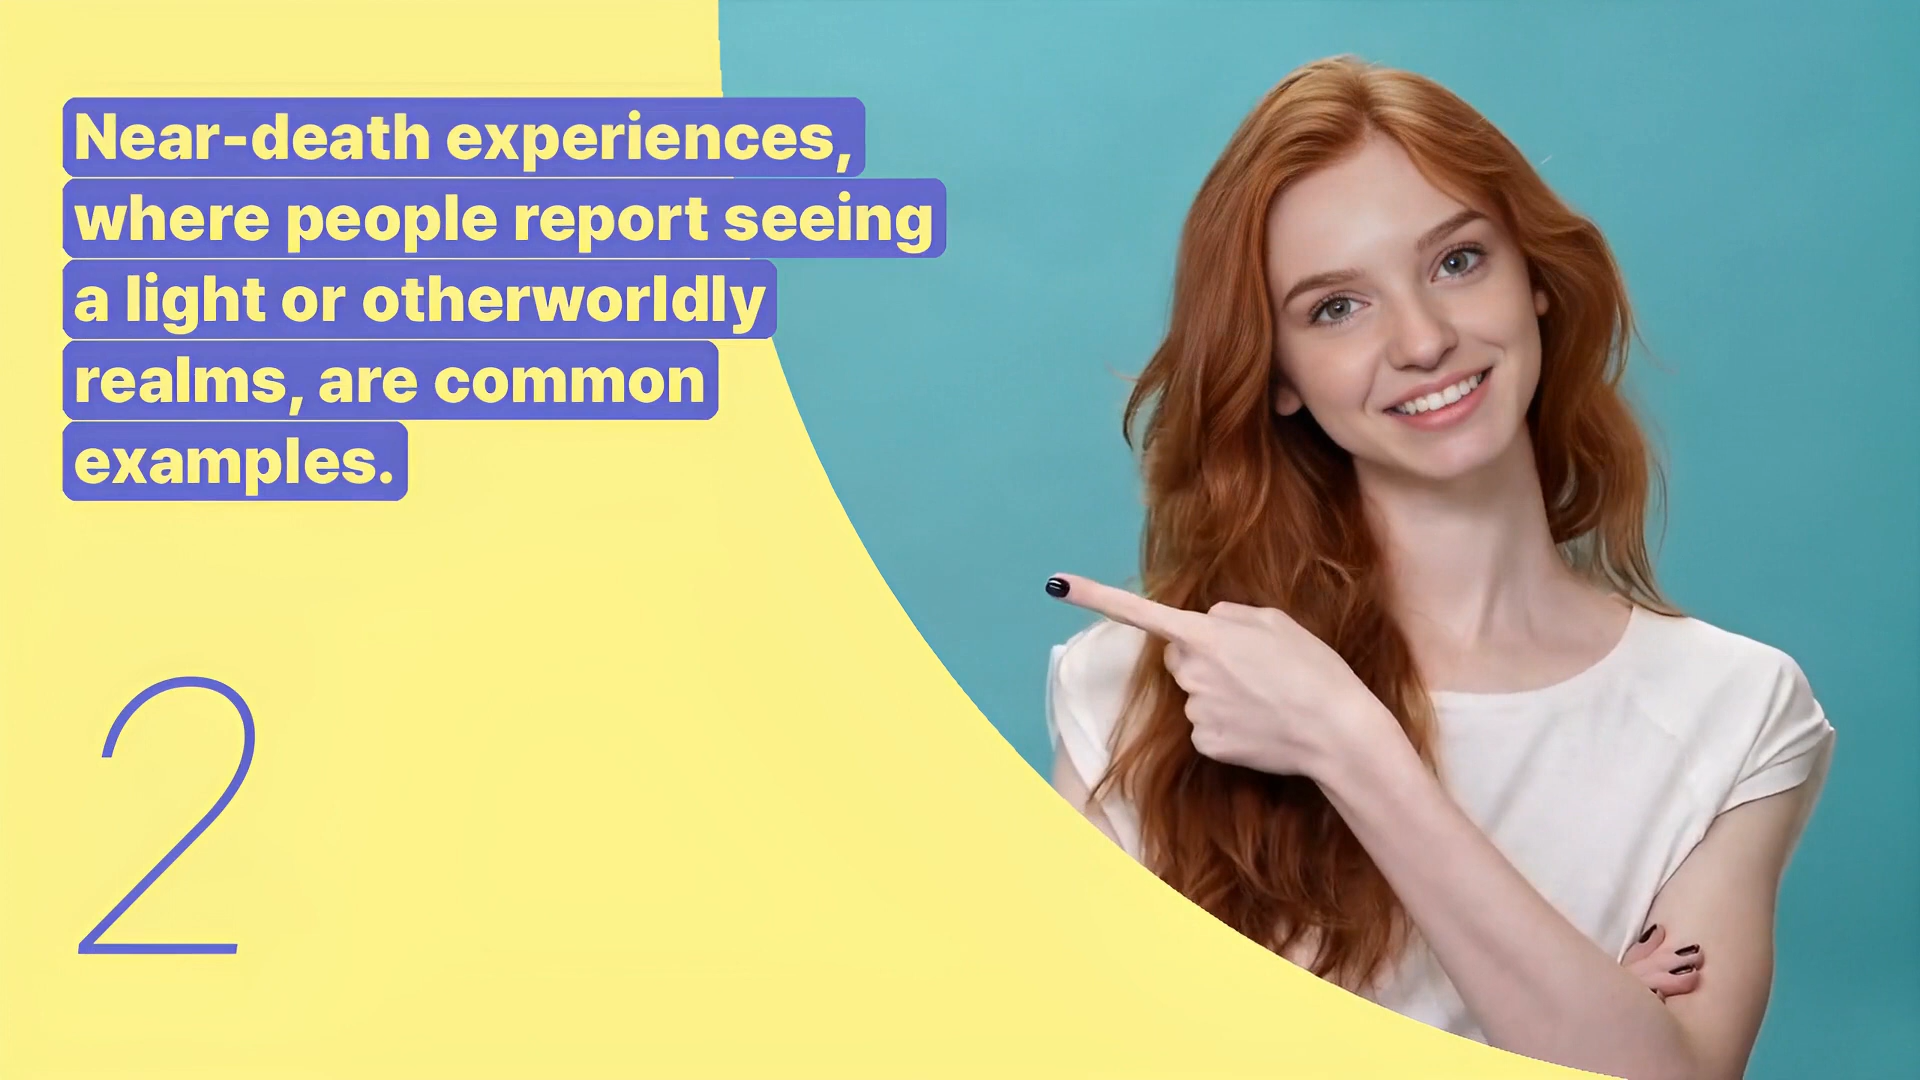 Near-death experiences,
where people report seeing
a light or otherworldly
realms, are common
examples.
2